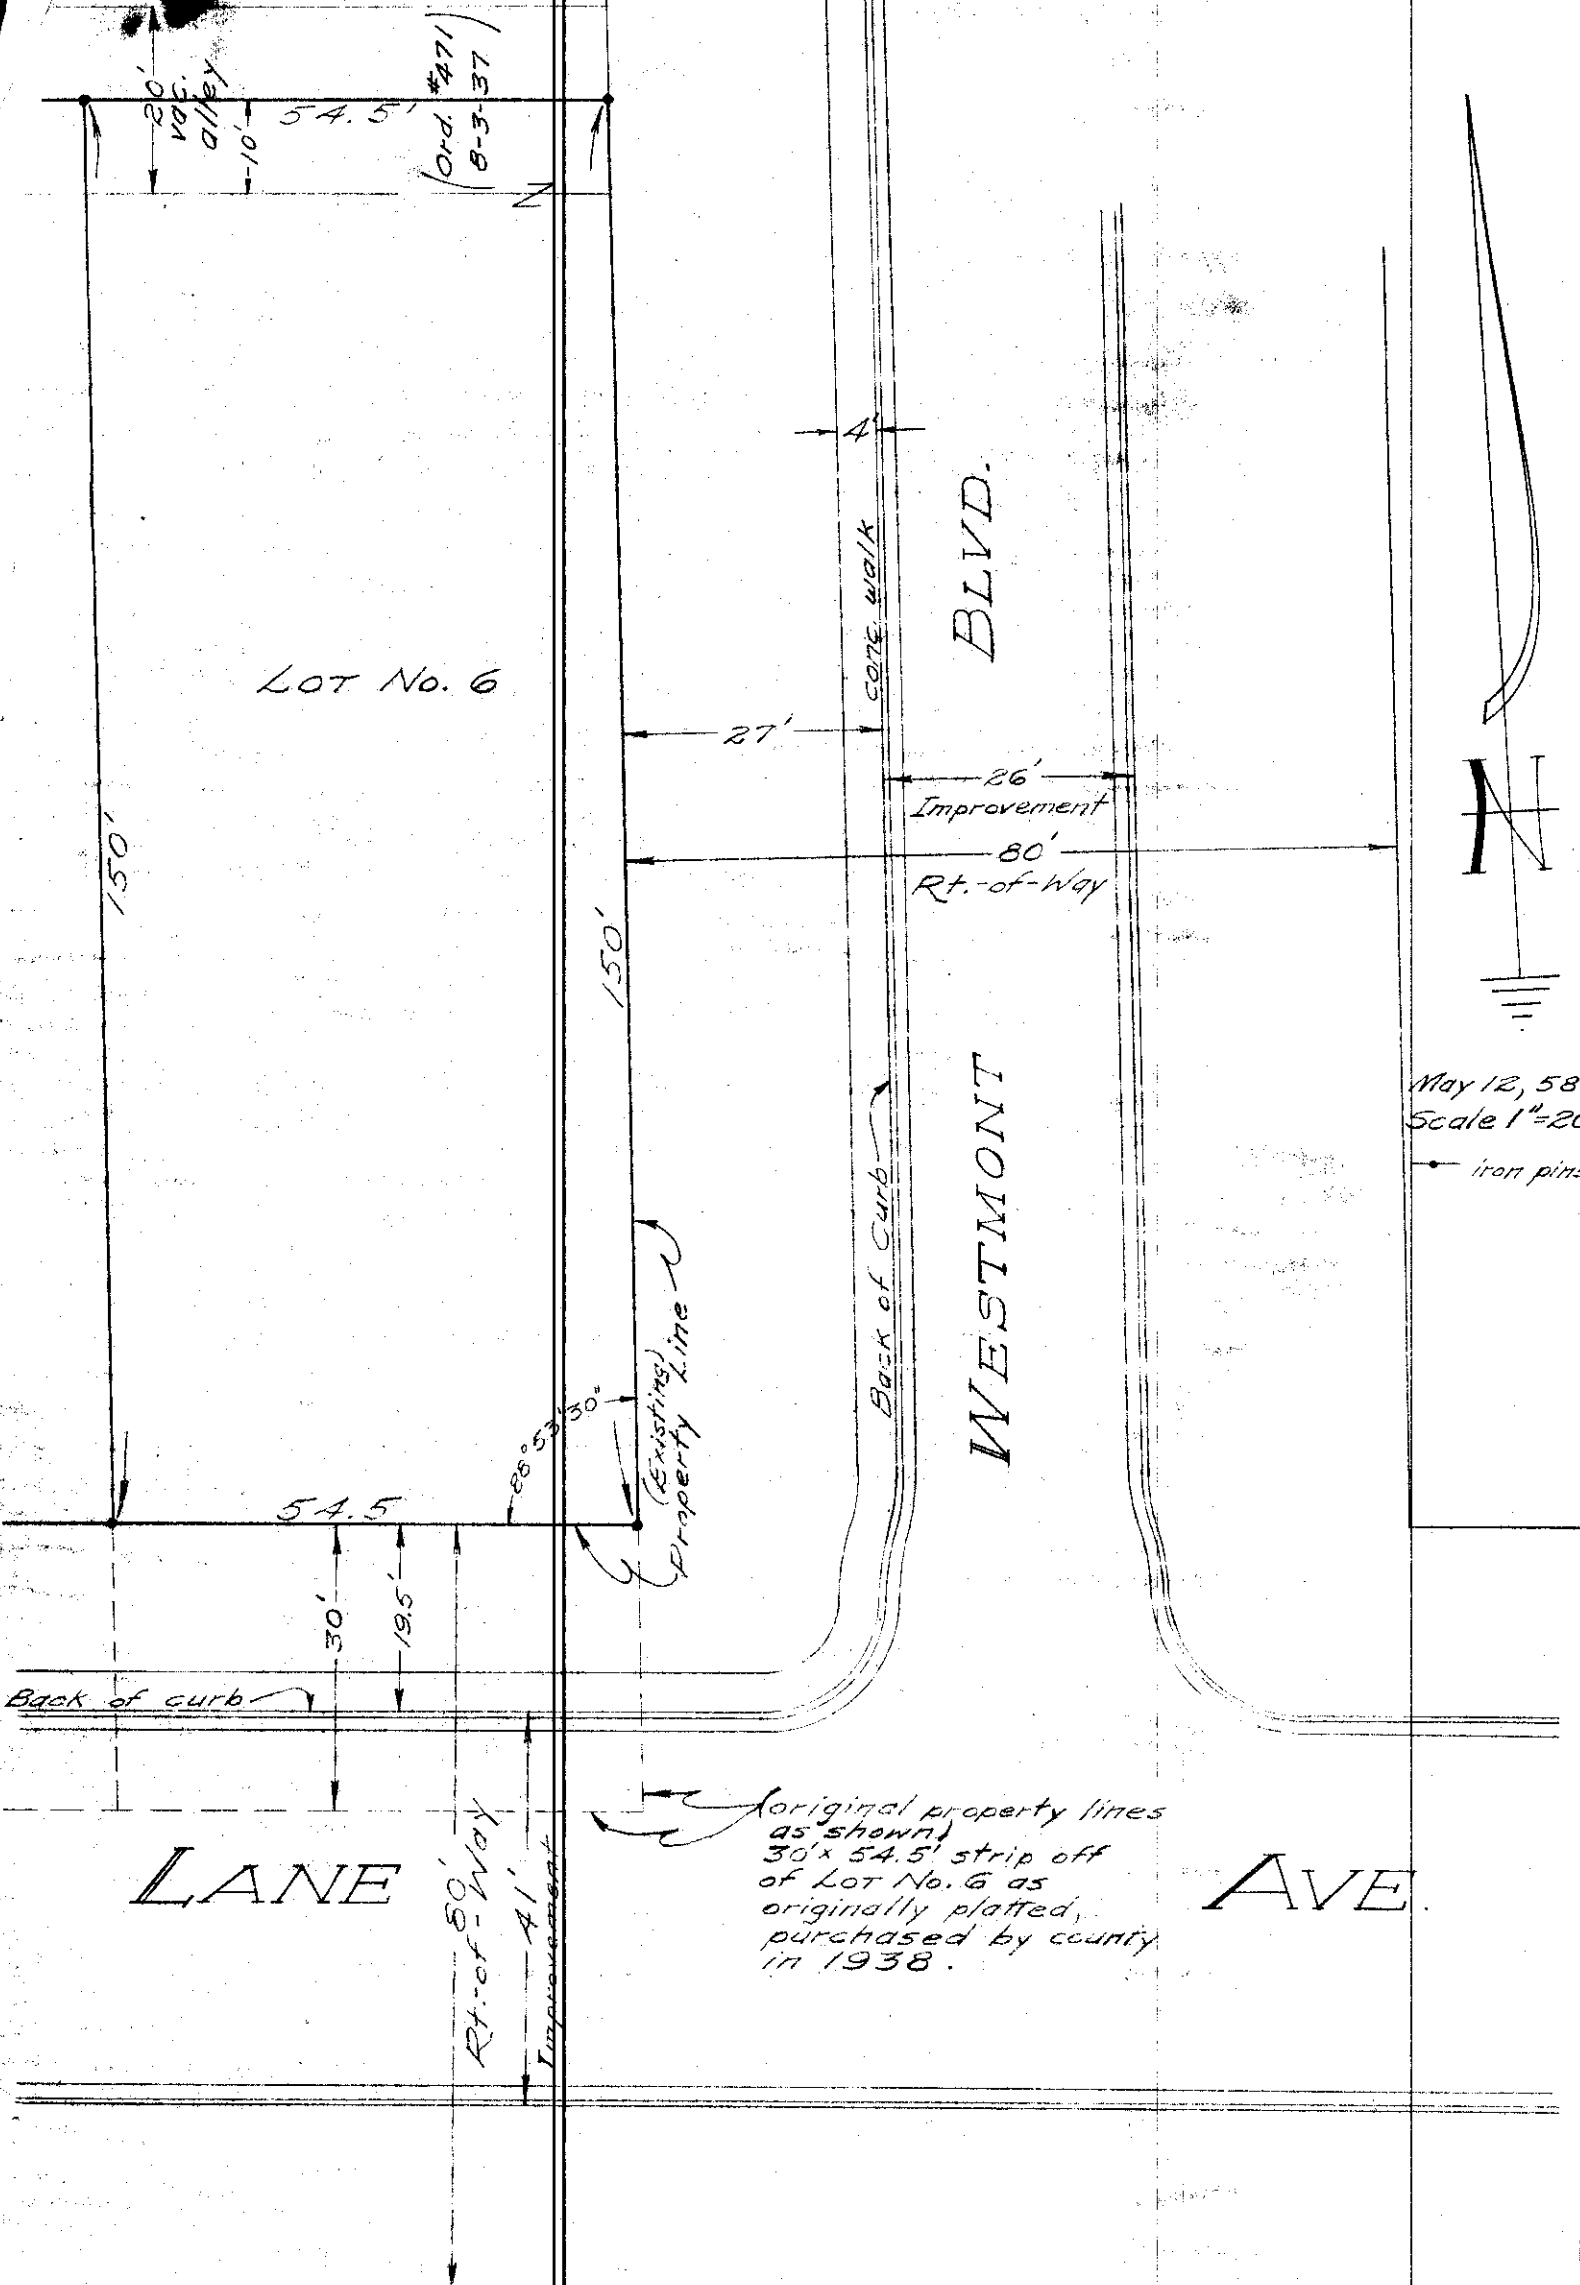 20'
vac.
alley
10'
54.5'
(Ord. #471)
8-3-37
4'
conc walk
BLVD.
LOT No. 6
27'
26'
Improvement
80'
Rt.-of-Way
150'
150'
N
May 12, 58
Scale 1"=20
iron pins
Back of Curb
WESTMONT
(Existing)
Property Line
88°53'30"
54.5
30'
19.5'
Back of curb
(original property lines
as shown)
30' x 54.5' strip off
of LOT No. 6 as
originally platted,
purchased by county
in 1938.
LANE
AVE.
80'
Rt.-of-Way
41'
Improvement